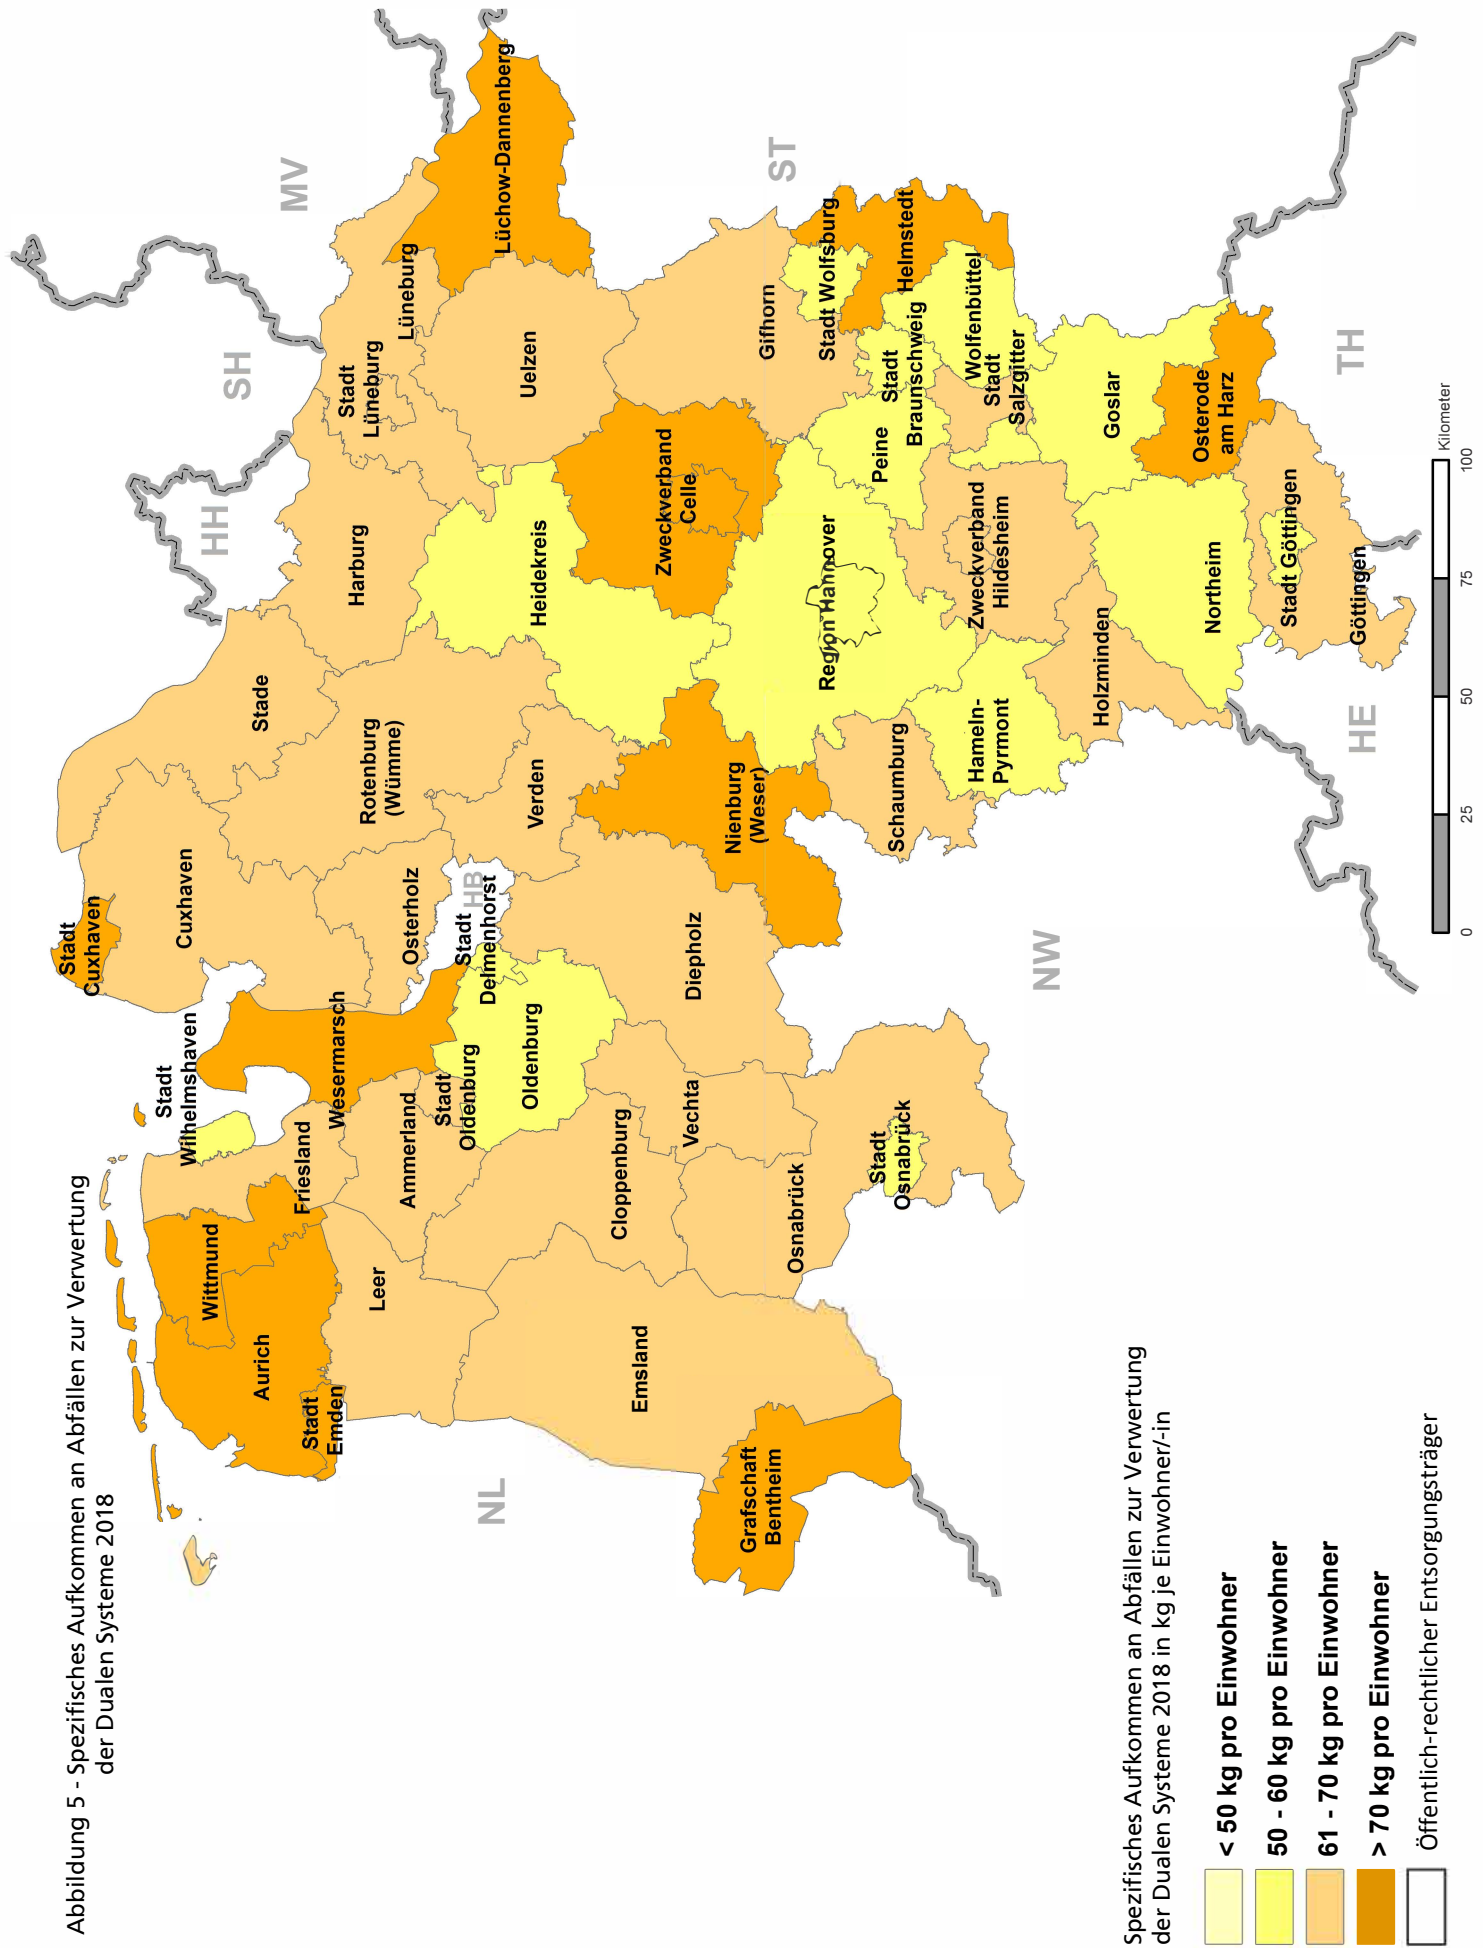 Abbildung 5 - Spezifisches Aufkommen an Abfällen zur Verwertung
der Dualen Systeme 2018
SH
MV
HH
HB
NL
NW
ST
HE
TH
Stadt
Cuxhaven
Cuxhaven
Stade
Stadt
Wilhelmshaven
Wittmund
Aurich
Friesland
Wesermarsch
Stadt
Emden
Leer
Ammerland
Stadt
Oldenburg
Osterholz
Rotenburg
(Wümme)
Harburg
Stadt
Lüneburg
Lüneburg
Lüchow-Dannenberg
Stadt
Delmenhorst
Oldenburg
Verden
Heidekreis
Uelzen
Emsland
Cloppenburg
Vechta
Diepholz
Nienburg
(Weser)
Zweckverband
Celle
Gifhorn
Grafschaft
Bentheim
Osnabrück
Stadt
Osnabrück
Schaumburg
Region Hannover
Peine
Stadt
Braunschweig
Stadt Wolfsburg
Helmstedt
Wolfenbüttel
Stadt
Salzgitter
Hameln-
Pyrmont
Zweckverband
Hildesheim
Holzminden
Goslar
Northeim
Osterode
am Harz
Stadt Göttingen
Göttingen
Spezifisches Aufkommen an Abfällen zur Verwertung
der Dualen Systeme 2018 in kg je Einwohner/-in
< 50 kg pro Einwohner
50 - 60 kg pro Einwohner
61 - 70 kg pro Einwohner
> 70 kg pro Einwohner
Öffentlich-rechtlicher Entsorgungsträger
0 25 50 75 100
Kilometer